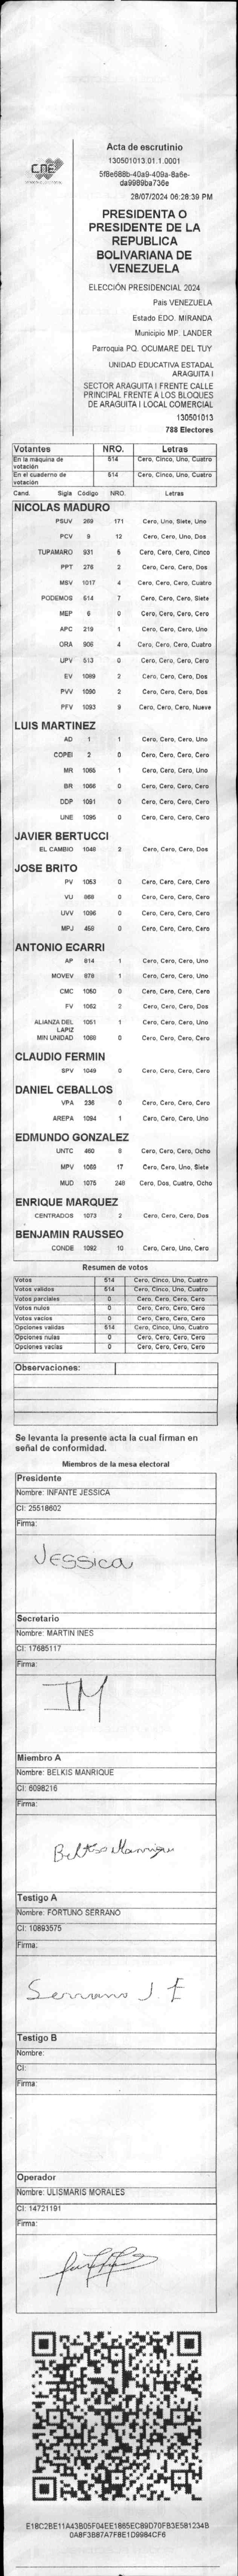 CNE
Acta de escrutinio
130501013.01.1.0001
5f8e688b-40a9-409a-8a6e-
da9989ba736e
28/07/2024 06:28:39 PM
PRESIDENTA O
PRESIDENTE DE LA
REPUBLICA
BOLIVARIANA DE
VENEZUELA
ELECCIÓN PRESIDENCIAL 2024
Pais VENEZUELA
Estado EDO. MIRANDA
Municipio MP. LANDER
Parroquia PQ. OCUMARE DEL TUY
UNIDAD EDUCATIVA ESTADAL
ARAGUITA I
SECTOR ARAGUITA I FRENTE CALLE
PRINCIPAL FRENTE A LOS BLOQUES
DE ARAGUITA I LOCAL COMERCIAL
130501013
788 Electores
Votantes NRO. Letras
En la máquina de votación 514 Cero, Cinco, Uno, Cuatro
En el cuaderno de votación 514 Cero, Cinco, Uno, Cuatro
Cand. Sigla Código NRO. Letras
NICOLAS MADURO
PSUV 269 171 Cero, Uno, Siete, Uno
PCV 9 12 Cero, Cero, Uno, Dos
TUPAMARO 931 5 Cero, Cero, Cero, Cinco
PPT 276 2 Cero, Cero, Cero, Dos
MSV 1017 4 Cero, Cero, Cero, Cuatro
PODEMOS 514 7 Cero, Cero, Cero, Siete
MEP 6 0 Cero, Cero, Cero, Cero
APC 219 1 Cero, Cero, Cero, Uno
ORA 906 4 Cero, Cero, Cero, Cuatro
UPV 513 0 Cero, Cero, Cero, Cero
EV 1089 2 Cero, Cero, Cero, Dos
PVV 1090 2 Cero, Cero, Cero, Dos
PFV 1093 9 Cero, Cero, Cero, Nueve
LUIS MARTINEZ
AD 1 1 Cero, Cero, Cero, Uno
COPEI 2 0 Cero, Cero, Cero, Cero
MR 1085 1 Cero, Cero, Cero, Uno
BR 1086 0 Cero, Cero, Cero, Cero
DDP 1091 0 Cero, Cero, Cero, Cero
UNE 1095 0 Cero, Cero, Cero, Cero
JAVIER BERTUCCI
EL CAMBIO 1048 2 Cero, Cero, Cero, Dos
JOSE BRITO
PV 1053 0 Cero, Cero, Cero, Cero
VU 868 0 Cero, Cero, Cero, Cero
UVV 1096 0 Cero, Cero, Cero, Cero
MPJ 458 0 Cero, Cero, Cero, Cero
ANTONIO ECARRI
AP 814 1 Cero, Cero, Cero, Uno
MOVEV 878 1 Cero, Cero, Cero, Uno
CMC 1050 0 Cero, Cero, Cero, Cero
FV 1052 2 Cero, Cero, Cero, Dos
ALIANZA DEL LAPIZ 1051 1 Cero, Cero, Cero, Uno
MIN UNIDAD 1088 0 Cero, Cero, Cero, Cero
CLAUDIO FERMIN
SPV 1049 0 Cero, Cero, Cero, Cero
DANIEL CEBALLOS
VPA 236 0 Cero, Cero, Cero, Cero
AREPA 1094 1 Cero, Cero, Cero, Uno
EDMUNDO GONZALEZ
UNTC 460 8 Cero, Cero, Cero, Ocho
MPV 1069 17 Cero, Cero, Uno, Siete
MUD 1075 248 Cero, Dos, Cuatro, Ocho
ENRIQUE MARQUEZ
CENTRADOS 1073 2 Cero, Cero, Cero, Dos
BENJAMIN RAUSSEO
CONDE 1092 10 Cero, Cero, Uno, Cero
Resumen de votos
Votos 514 Cero, Cinco, Uno, Cuatro
Votos validos 514 Cero, Cinco, Uno, Cuatro
Votos parciales 0 Cero, Cero, Cero, Cero
Votos nulos 0 Cero, Cero, Cero, Cero
Votos vacios 0 Cero, Cero, Cero, Cero
Opciones validas 514 Cero, Cinco, Uno, Cuatro
Opciones nulas 0 Cero, Cero, Cero, Cero
Opciones vacias 0 Cero, Cero, Cero, Cero
Observaciones:
Se levanta la presente acta la cual firman en
señal de conformidad.
Miembros de la mesa electoral
Presidente
Nombre: INFANTE JESSICA
CI: 25518602
Firma:
Jessica
Secretario
Nombre: MARTIN INES
CI: 17685117
Firma:
IM
Miembro A
Nombre: BELKIS MANRIQUE
CI: 6098216
Firma:
Belkis Manrique
Testigo A
Nombre: FORTUNO SERRANO
CI: 10893575
Firma:
Serrano J F
Testigo B
Nombre:
CI:
Firma:
Operador
Nombre: ULISMARIS MORALES
CI: 14721191
Firma:
E18C2BE11A43B05F04EE1865EC89D70FB3E581234B
0A8F3B87A7F8E1D9984CF6